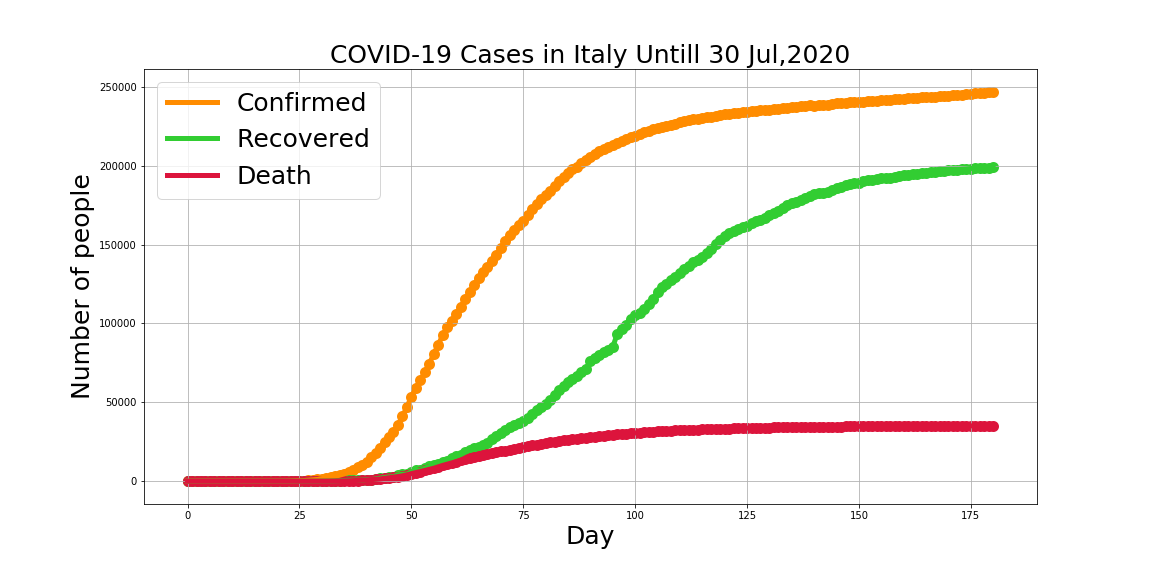 COVID-19 Cases in Italy Untill 30 Jul,2020
Confirmed
Recovered
Death
Number of people
250000
200000
150000
100000
50000
0
0 25 50 75 100 125 150 175
Day